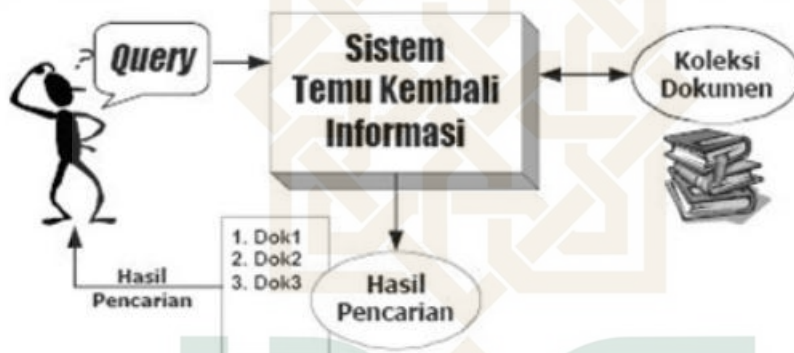 Query
Sistem
Temu Kembali
Informasi
Koleksi
Dokumen
1. Dok1
2. Dok2
3. Dok3
Hasil
Pencarian
Hasil
Pencarian